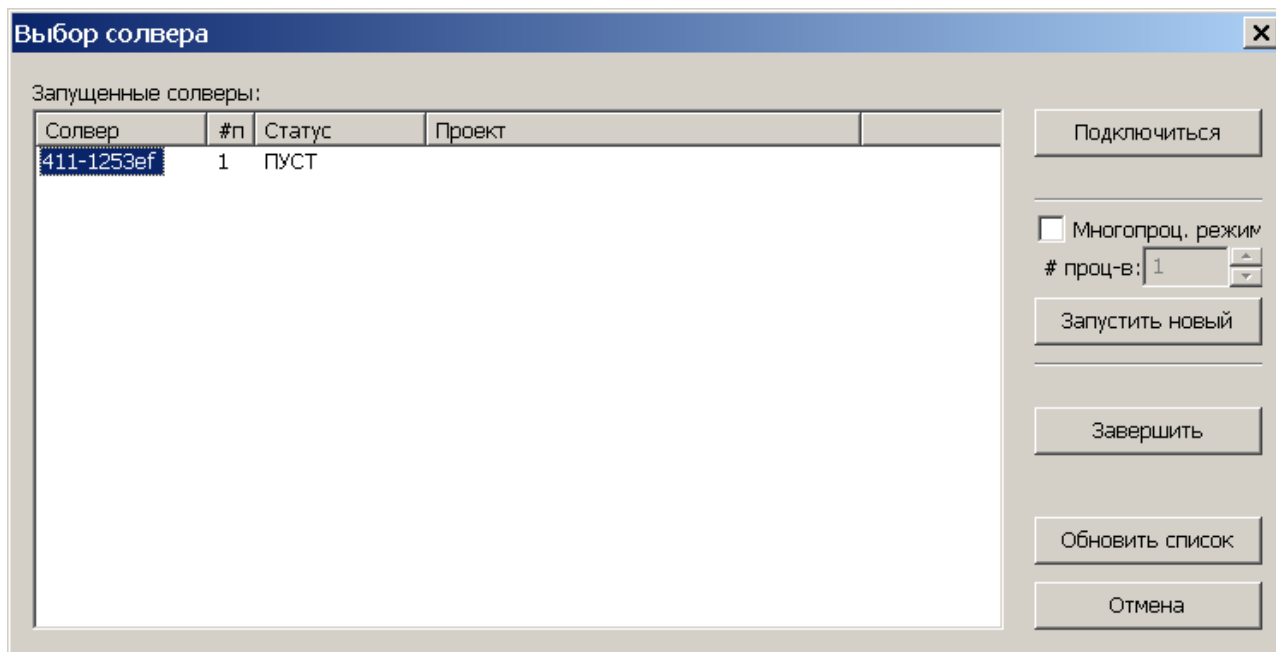 Выбор солвера
Запущенные солверы:
Солвер #п Статус Проект
411-1253ef 1 ПУСТ
Подключиться
Многопроц. режим
# проц-в: 1
Запустить новый
Завершить
Обновить список
Отмена